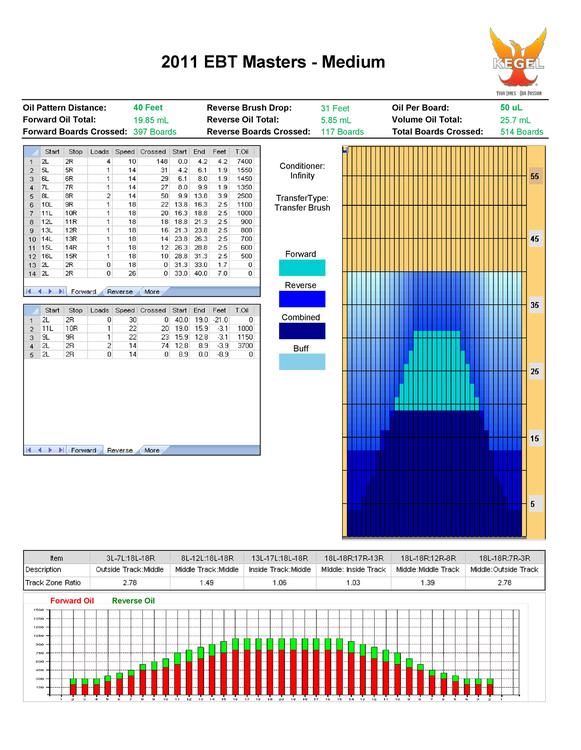 KEGEL
2011 EBT Masters - Medium
YOUR LANES · OUR PASSION
Oil Pattern Distance: 40 Feet Reverse Brush Drop: 31 Feet Oil Per Board: 50 uL
Forward Oil Total: 19.85 mL Reverse Oil Total: 5.85 mL Volume Oil Total: 25.7 mL
Forward Boards Crossed: 397 Boards Reverse Boards Crossed: 117 Boards Total Boards Crossed: 514 Boards
Start Stop Loads Speed Crossed Start End Feet T.Oil
1 2L 2R 4 10 148 0.0 4.2 4.2 7400
2 5L 5R 1 14 31 4.2 6.1 1.9 1550
3 6L 6R 1 14 29 6.1 8.0 1.9 1450
4 7L 7R 1 14 27 8.0 9.9 1.9 1350
5 8L 8R 2 14 50 9.9 13.8 3.9 2500
6 10L 9R 1 18 22 13.8 16.3 2.5 1100
7 11L 10R 1 18 20 16.3 18.8 2.5 1000
8 12L 11R 1 18 18 18.8 21.3 2.5 900
9 13L 12R 1 18 16 21.3 23.8 2.5 800
10 14L 13R 1 18 14 23.8 26.3 2.5 700
11 15L 14R 1 18 12 26.3 28.8 2.5 600
12 16L 15R 1 18 10 28.8 31.3 2.5 500
13 2L 2R 0 18 0 31.3 33.0 1.7 0
14 2L 2R 0 26 0 33.0 40.0 7.0 0
Forward Reverse More
Start Stop Loads Speed Crossed Start End Feet T.Oil
1 2L 2R 0 30 0 40.0 19.0 -21.0 0
2 11L 10R 1 22 20 19.0 15.9 -3.1 1000
3 9L 9R 1 22 23 15.9 12.8 -3.1 1150
4 2L 2R 2 14 74 12.8 8.9 -3.9 3700
5 2L 2R 0 14 0 8.9 0.0 -8.9 0
Forward Reverse More
Conditioner:
Infinity
TransferType:
Transfer Brush
Forward
Reverse
Combined
Buff
55
45
35
25
15
5
Item 3L-7L:18L-18R 8L-12L:18L-18R 13L-17L:18L-18R 18L-18R:17R-13R 18L-18R:12R-8R 18L-18R:7R-3R
Description Outside Track:Middle Middle Track:Middle Inside Track:Middle Middle: Inside Track Middle: Middle Track Middle:Outside Track
Track Zone Ratio 2.78 1.49 1.06 1.03 1.39 2.78
Forward Oil Reverse Oil
1500
1350
1200
1050
900
750
600
450
300
150